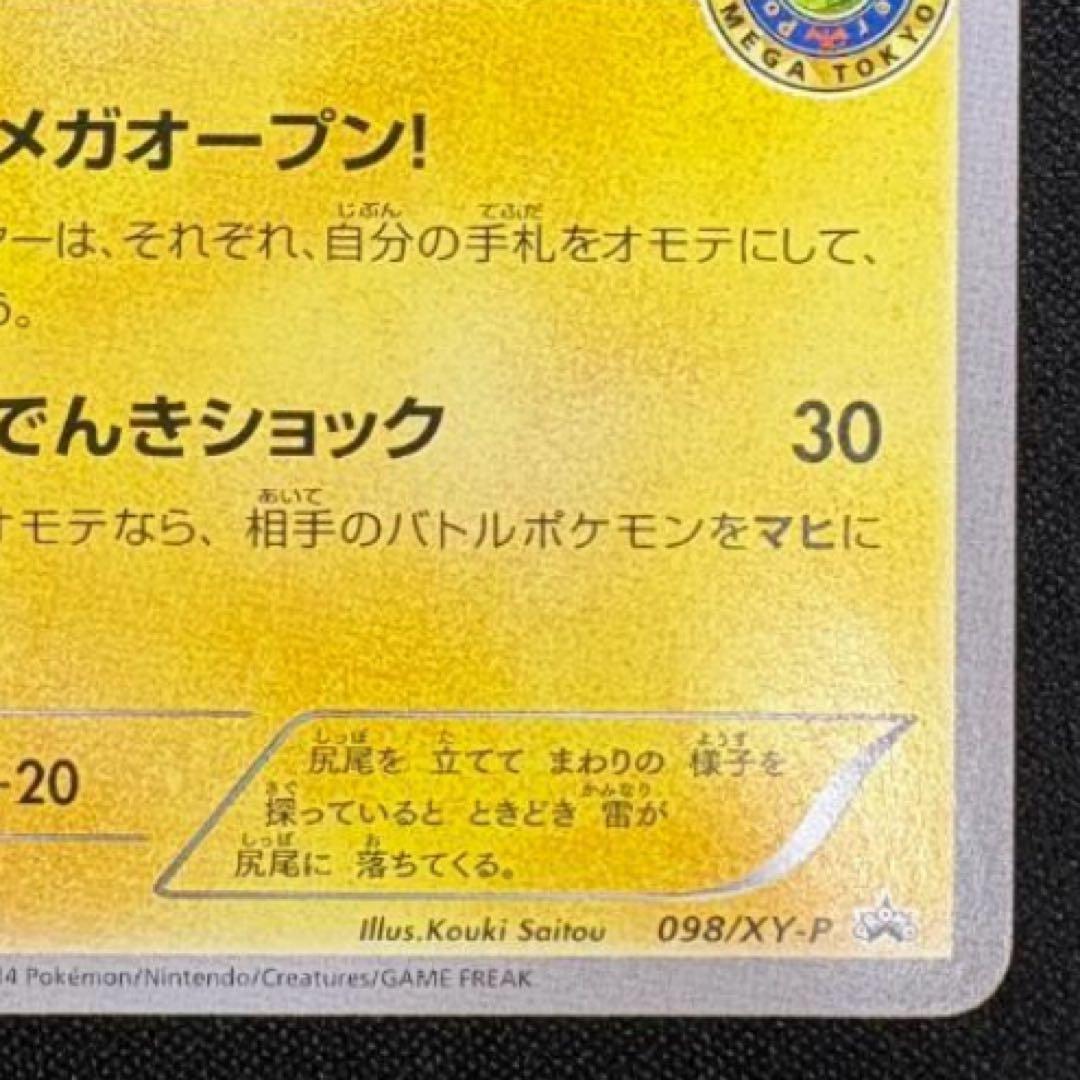 MEGA TOKYO
メガオープン!
ーは、それぞれ、自分の手札をオモテにして、
う。
でんきショック 30
オモテなら、相手のバトルポケモンをマヒに
-20
尻尾を 立てて まわりの 様子を
探っていると ときどき 雷が
尻尾に 落ちてくる。
Illus.Kouki Saitou 098/XY-P
14 Pokémon/Nintendo/Creatures/GAME FREAK